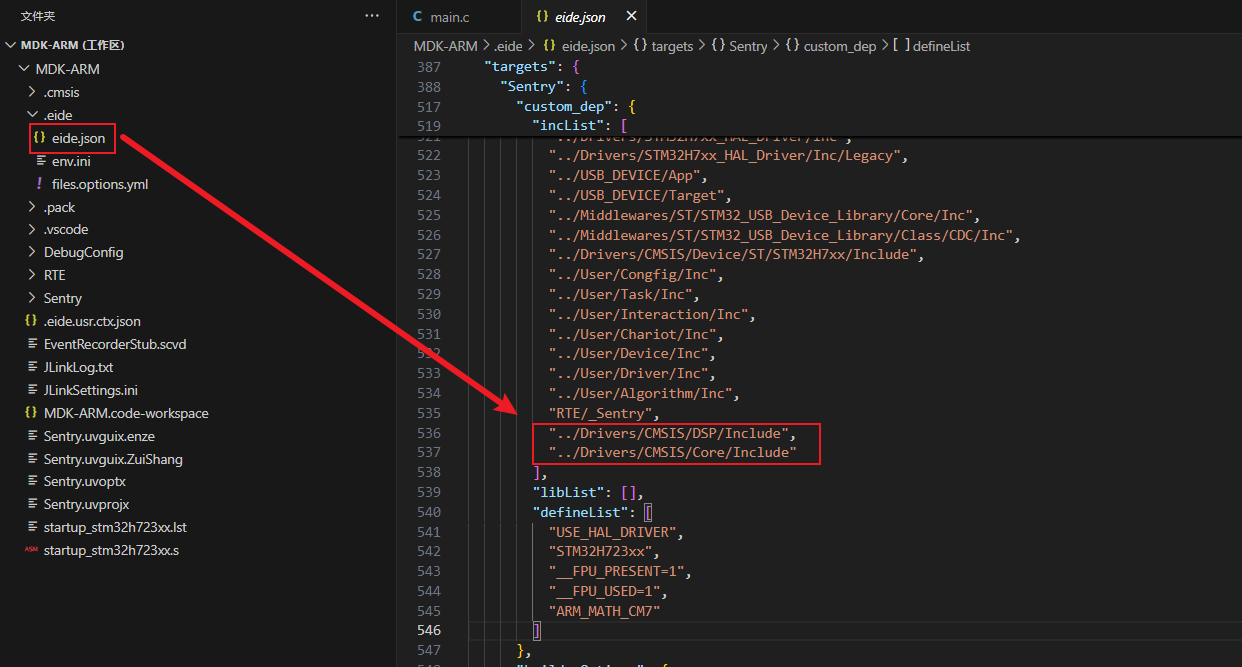 文件夹
MDK-ARM (工作区)
MDK-ARM
.cmsis
.eide
eide.json
env.ini
files.options.yml
.pack
.vscode
DebugConfig
RTE
Sentry
.eide.usr.ctx.json
EventRecorderStub.scvd
JLinkLog.txt
JLinkSettings.ini
MDK-ARM.code-workspace
Sentry.uvguix.enze
Sentry.uvguix.ZuiShang
Sentry.uvoptx
Sentry.uvprojx
startup_stm32h723xx.lst
ASM startup_stm32h723xx.s
C main.c
{} eide.json
MDK-ARM > .eide > {} eide.json > {} targets > {} Sentry > {} custom_dep > [ ] defineList
387 "targets": {
388 "Sentry": {
517 "custom_dep": {
519 "incList": [
521 "../Drivers/STM32H7xx_HAL_Driver/Inc",
522 "../Drivers/STM32H7xx_HAL_Driver/Inc/Legacy",
523 "../USB_DEVICE/App",
524 "../USB_DEVICE/Target",
525 "../Middlewares/ST/STM32_USB_Device_Library/Core/Inc",
526 "../Middlewares/ST/STM32_USB_Device_Library/Class/CDC/Inc",
527 "../Drivers/CMSIS/Device/ST/STM32H7xx/Include",
528 "../User/Congfig/Inc",
529 "../User/Task/Inc",
530 "../User/Interaction/Inc",
531 "../User/Chariot/Inc",
532 "../User/Device/Inc",
533 "../User/Driver/Inc",
534 "../User/Algorithm/Inc",
535 "RTE/_Sentry",
536 "../Drivers/CMSIS/DSP/Include",
537 "../Drivers/CMSIS/Core/Include"
538 ],
539 "libList": [],
540 "defineList": [
541 "USE_HAL_DRIVER",
542 "STM32H723xx",
543 "__FPU_PRESENT=1",
544 "__FPU_USED=1",
545 "ARM_MATH_CM7"
546 ]
547 },